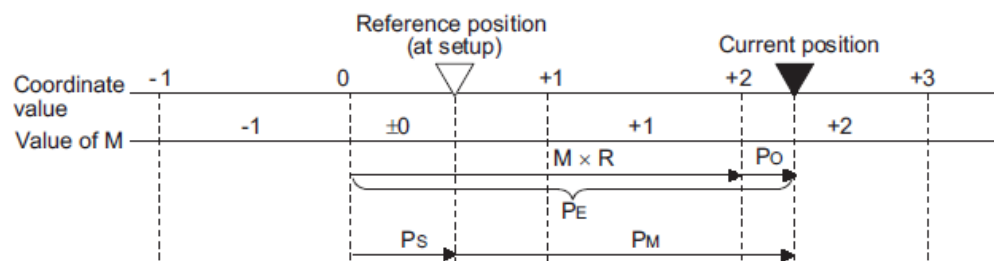 Reference position
(at setup)
Current position
Coordinate
value
-1 0 +1 +2 +3
Value of M
-1 ±0 +1 +2
M × R PO
PE
PS PM